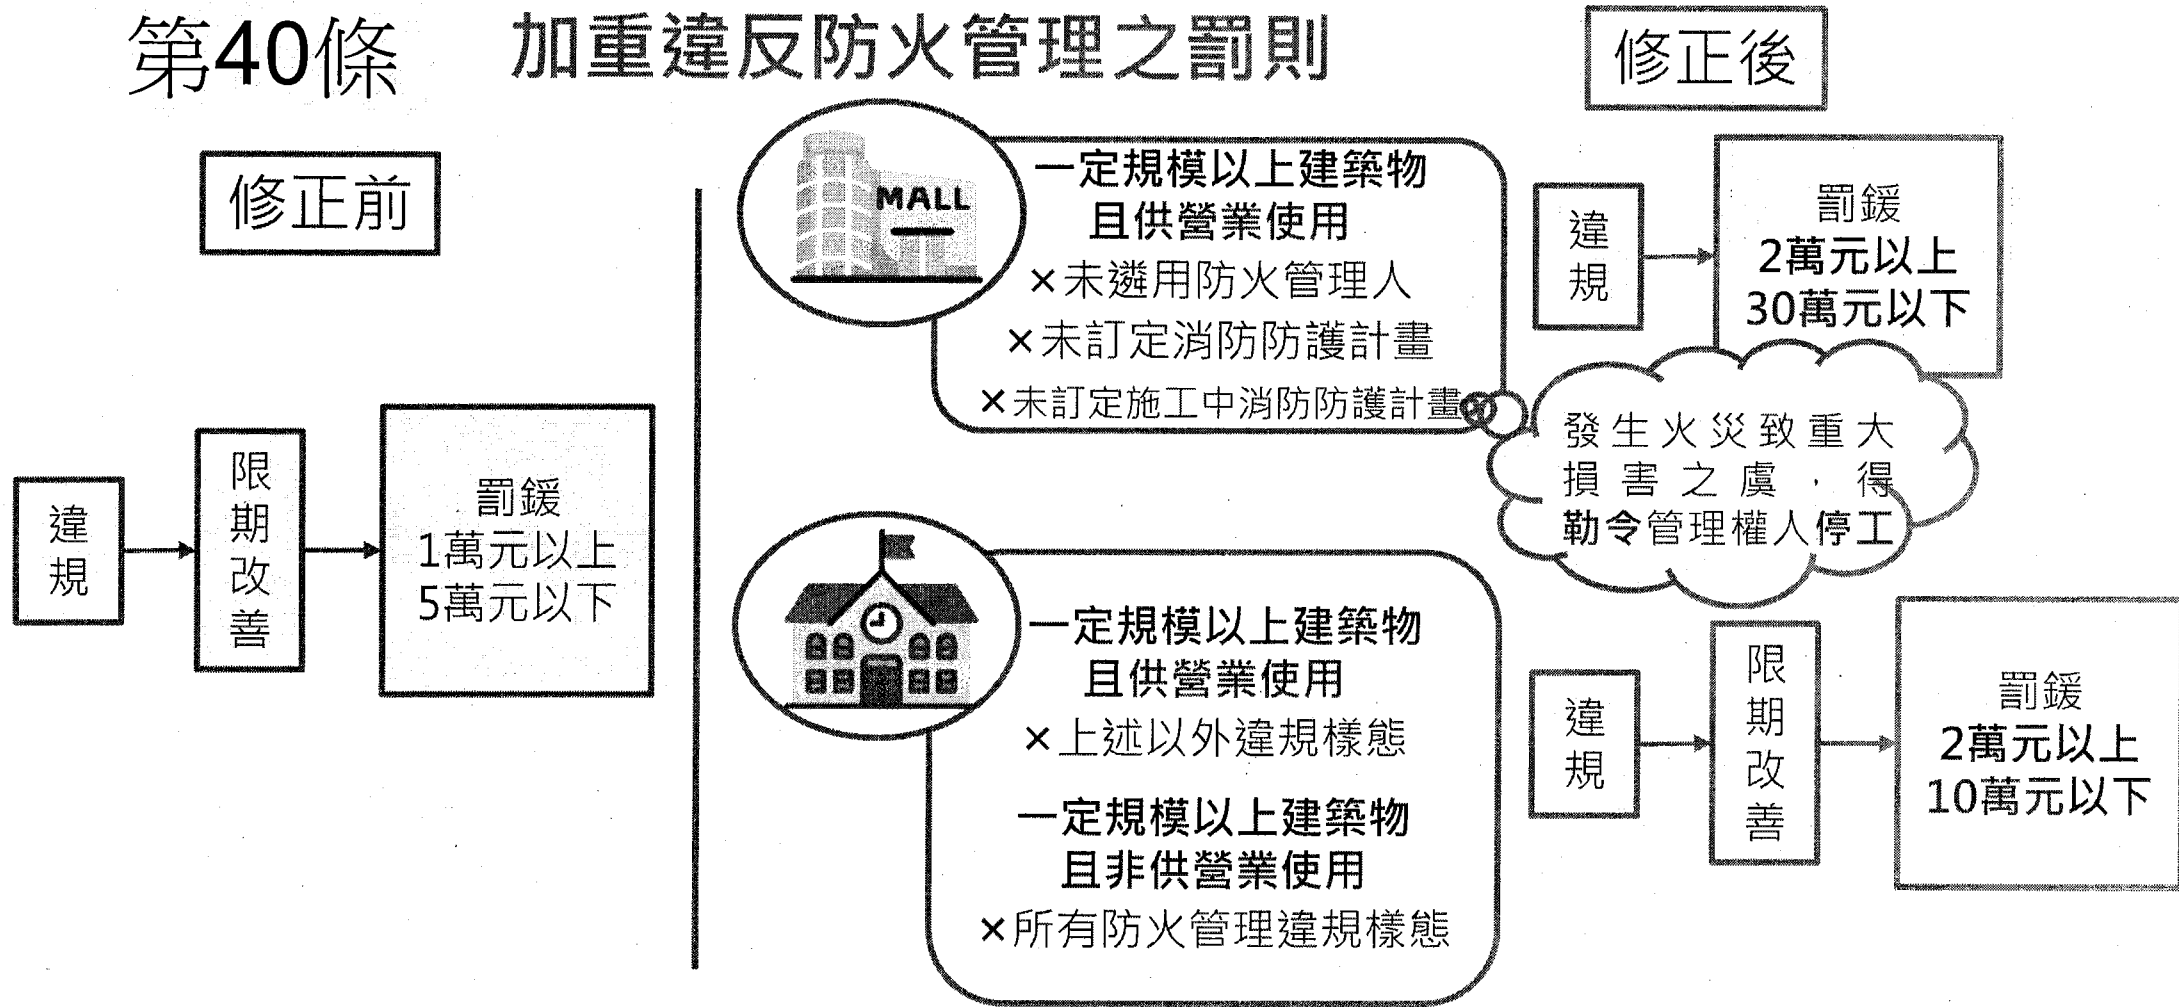 第40條 加重違反防火管理之罰則
修正前
違規
限期改善
罰鍰
1萬元以上
5萬元以下
修正後
MALL
一定規模以上建築物
且供營業使用
×未遴用防火管理人
×未訂定消防防護計畫
×未訂定施工中消防防護計畫
違規
罰鍰
2萬元以上
30萬元以下
發生火災致重大
損害之虞，得
勒令管理權人停工
一定規模以上建築物
且供營業使用
×上述以外違規樣態
一定規模以上建築物
且非供營業使用
×所有防火管理違規樣態
違規
限期改善
罰鍰
2萬元以上
10萬元以下